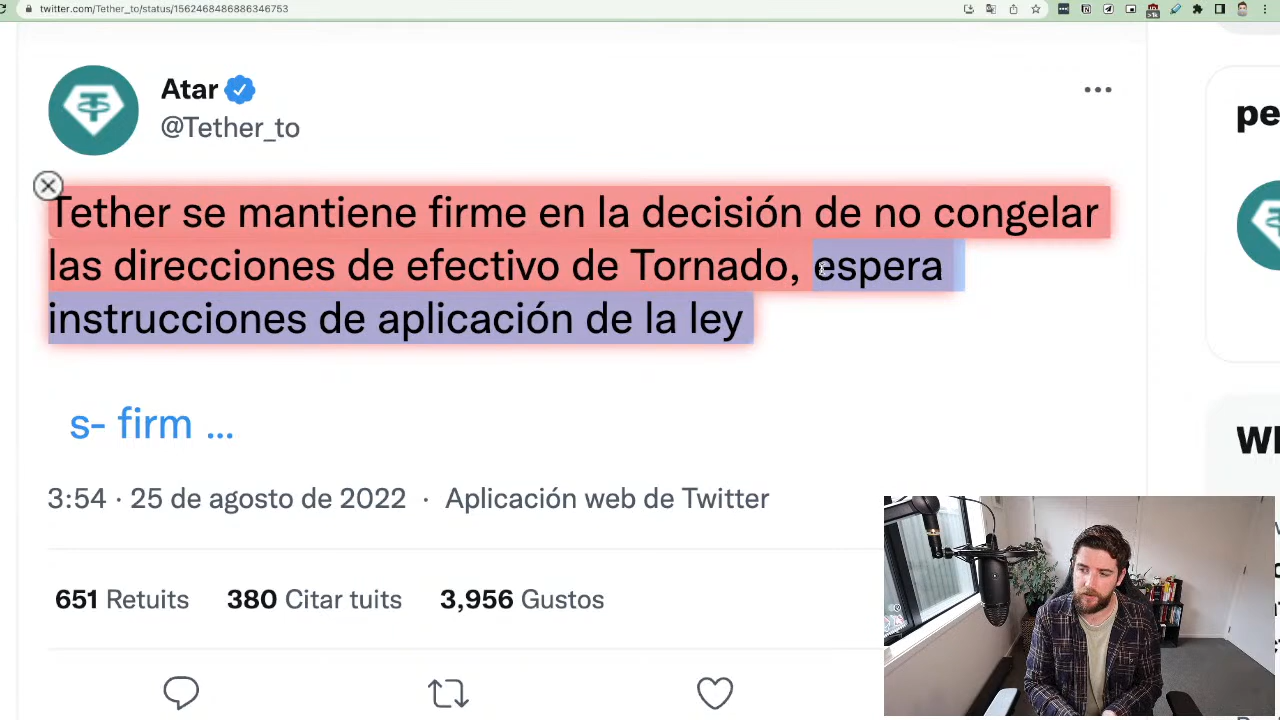 twitter.com/Tether_to/status/1562468486886346753
Atar
@Tether_to
Tether se mantiene firme en la decisión de no congelar
las direcciones de efectivo de Tornado, espera
instrucciones de aplicación de la ley
s- firm ...
3:54 · 25 de agosto de 2022 · Aplicación web de Twitter
651 Retuits 380 Citar tuits 3,956 Gustos
pe